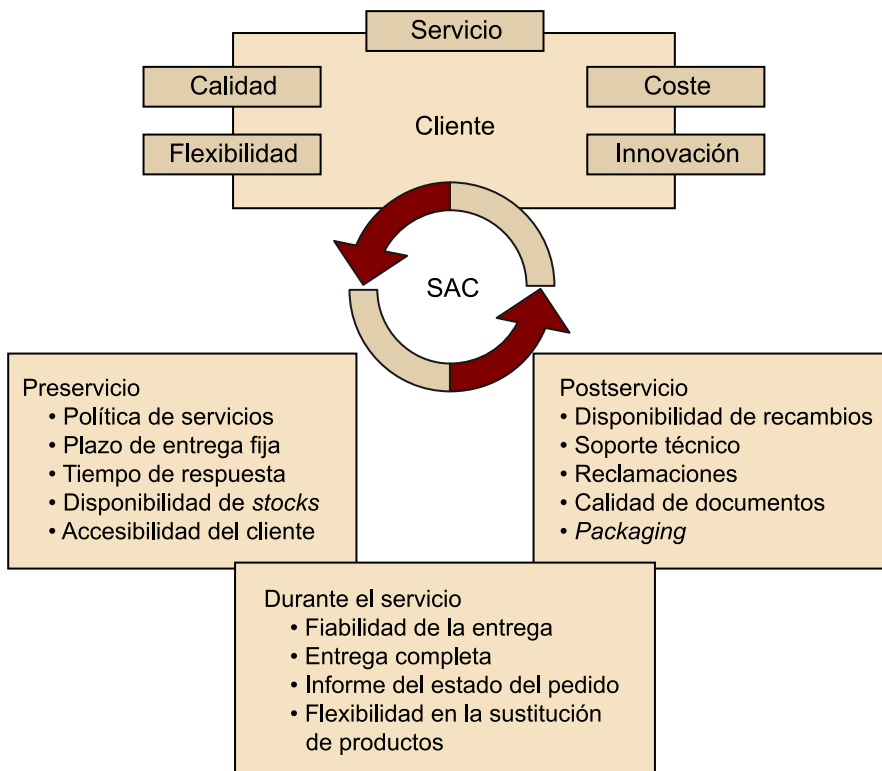 Servicio
Calidad
Coste
Cliente
Flexibilidad
Innovación
SAC
Preservicio
• Política de servicios
• Plazo de entrega fija
• Tiempo de respuesta
• Disponibilidad de stocks
• Accesibilidad del cliente
Postservicio
• Disponibilidad de recambios
• Soporte técnico
• Reclamaciones
• Calidad de documentos
• Packaging
Durante el servicio
• Fiabilidad de la entrega
• Entrega completa
• Informe del estado del pedido
• Flexibilidad en la sustitución
de productos